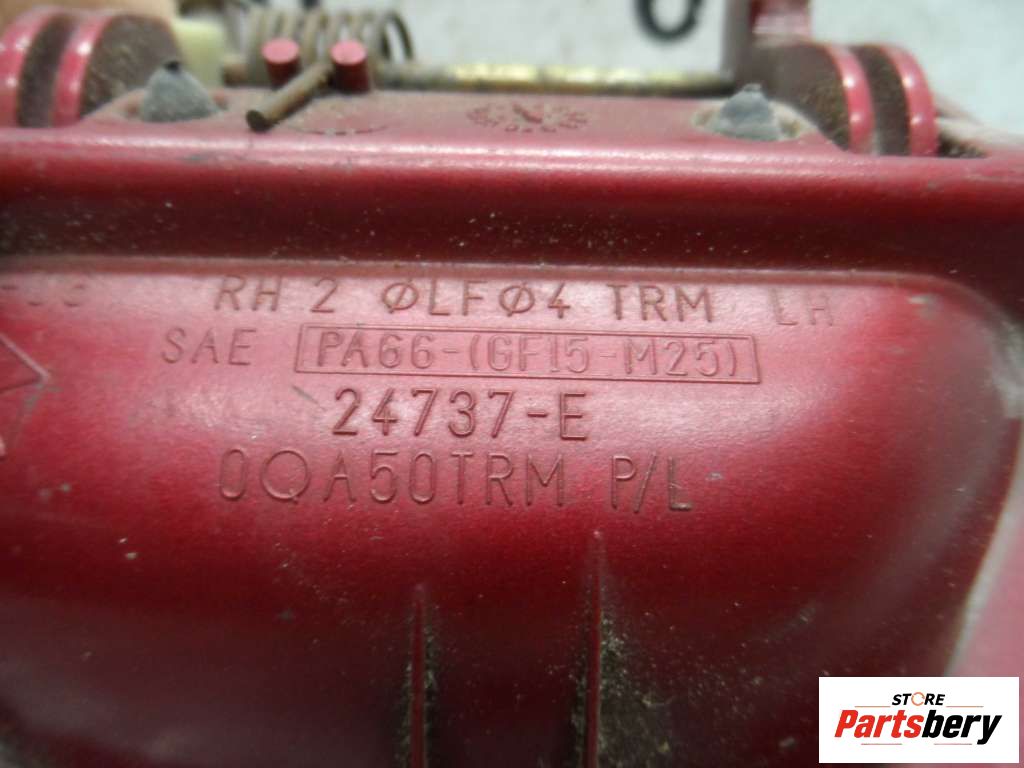 RH 2 ØLFØ4 TRM LH
SAE PA66-(GF15-M25)
24737-E
0QA50TRM P/L
STORE
Partsbery